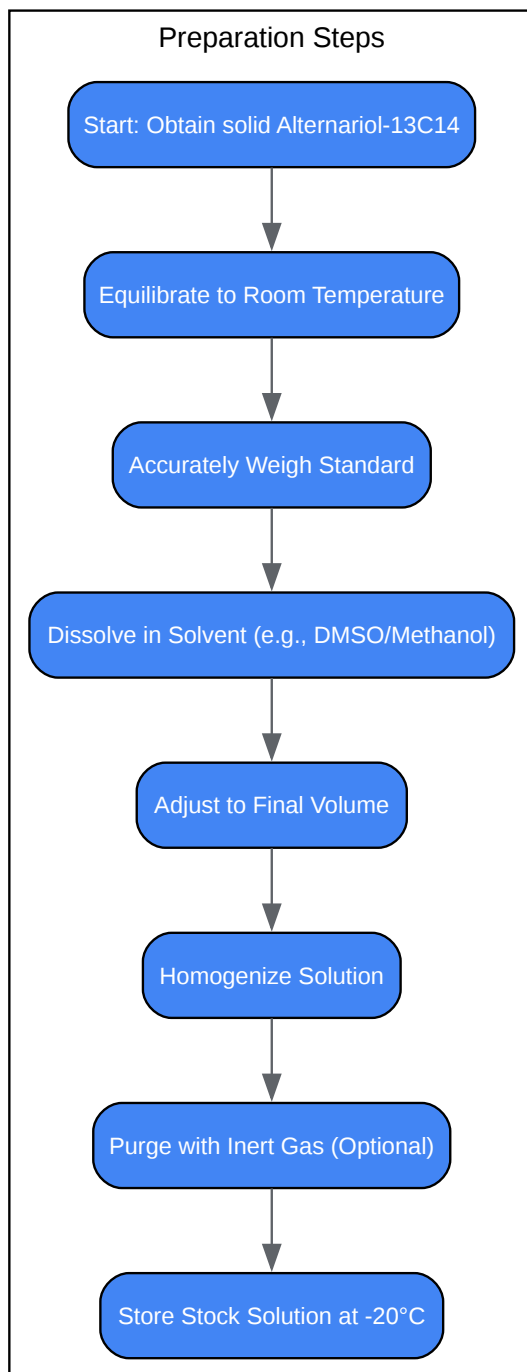 Preparation Steps
Start: Obtain solid Alternariol-13C14
Equilibrate to Room Temperature
Accurately Weigh Standard
Dissolve in Solvent (e.g., DMSO/Methanol)
Adjust to Final Volume
Homogenize Solution
Purge with Inert Gas (Optional)
Store Stock Solution at -20°C